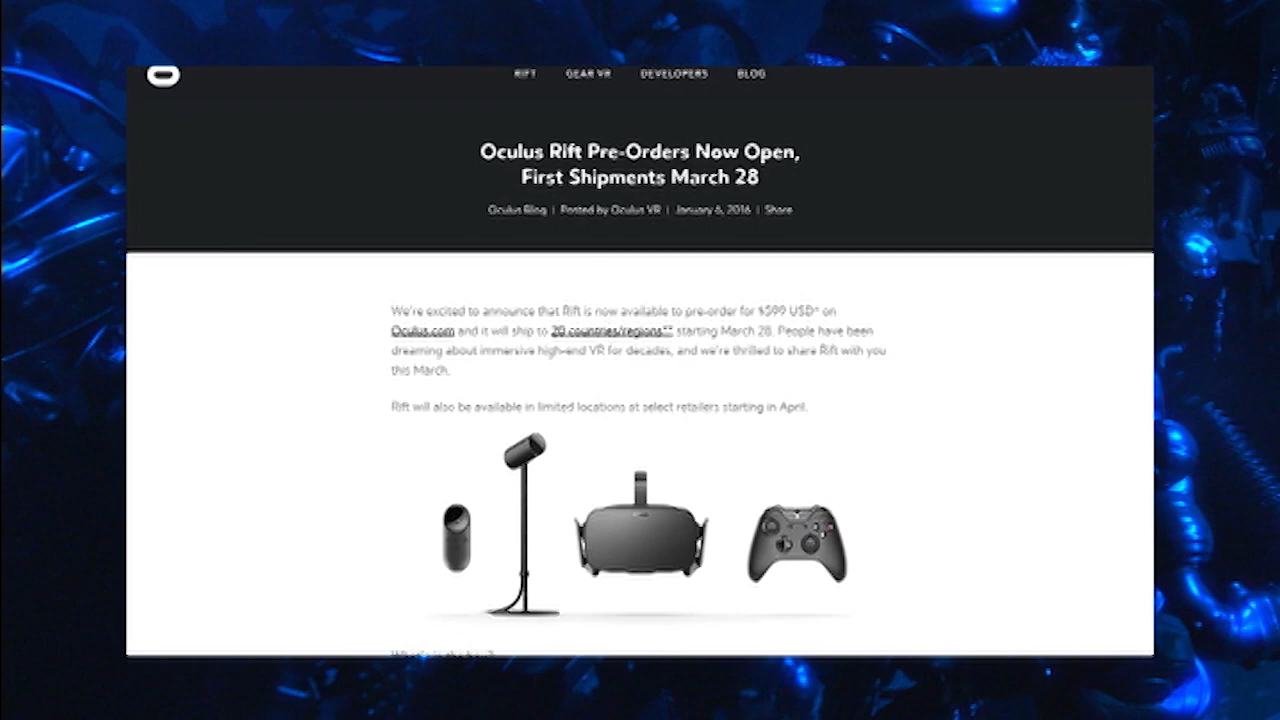 RIFT GEAR VR DEVELOPERS BLOG
Oculus Rift Pre-Orders Now Open,
First Shipments March 28
Oculus Blog | Posted by Oculus VR | January 6, 2016 | Share
We're excited to announce that Rift is now available to pre-order for $599 USD* on
Oculus.com and it will ship to 20 countries/regions** starting March 28. People have been
dreaming about immersive high-end VR for decades, and we're thrilled to share Rift with you
this March.
Rift will also be available in limited locations at select retailers starting in April.
What's in the box?